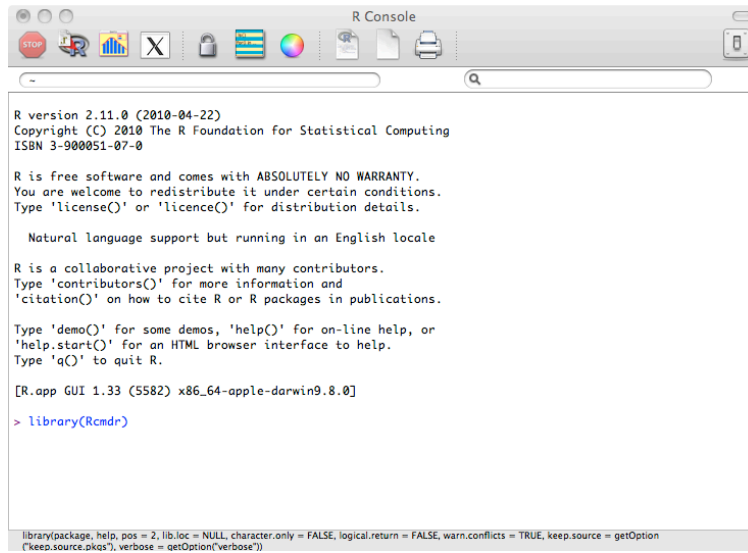 R Console
STOP
R version 2.11.0 (2010-04-22)
Copyright (C) 2010 The R Foundation for Statistical Computing
ISBN 3-900051-07-0
R is free software and comes with ABSOLUTELY NO WARRANTY.
You are welcome to redistribute it under certain conditions.
Type 'license()' or 'licence()' for distribution details.
Natural language support but running in an English locale
R is a collaborative project with many contributors.
Type 'contributors()' for more information and
'citation()' on how to cite R or R packages in publications.
Type 'demo()' for some demos, 'help()' for on-line help, or
'help.start()' for an HTML browser interface to help.
Type 'q()' to quit R.
[R.app GUI 1.33 (5582) x86_64-apple-darwin9.8.0]
> library(Rcmdr)
library(package, help, pos = 2, lib.loc = NULL, character.only = FALSE, logical.return = FALSE, warn.conflicts = TRUE, keep.source = getOption
("keep.source.pkgs"), verbose = getOption("verbose"))